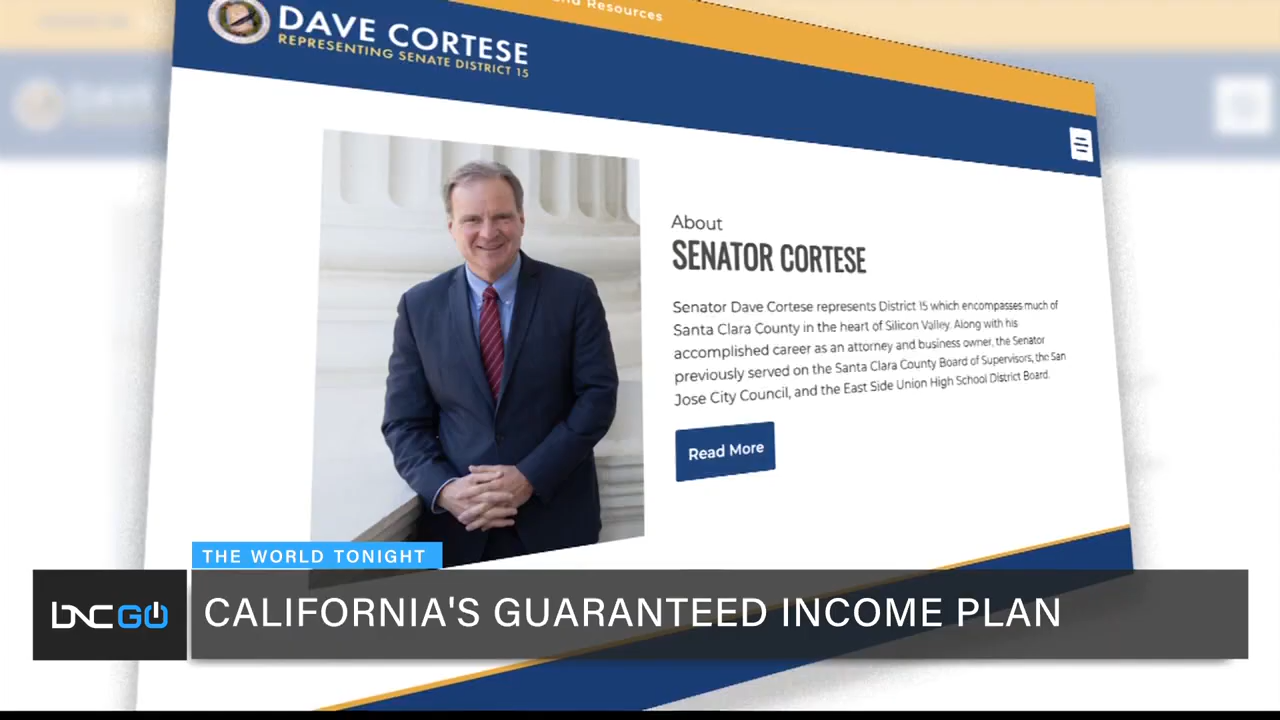 and Resources
DAVE CORTESE
REPRESENTING SENATE DISTRICT 15
About
SENATOR CORTESE
Senator Dave Cortese represents District 15 which encompasses much of
Santa Clara County in the heart of Silicon Valley. Along with his
accomplished career as an attorney and business owner, the Senator
previously served on the Santa Clara County Board of Supervisors, the San
Jose City Council, and the East Side Union High School District Board.
Read More
THE WORLD TONIGHT
bNC GO
CALIFORNIA'S GUARANTEED INCOME PLAN